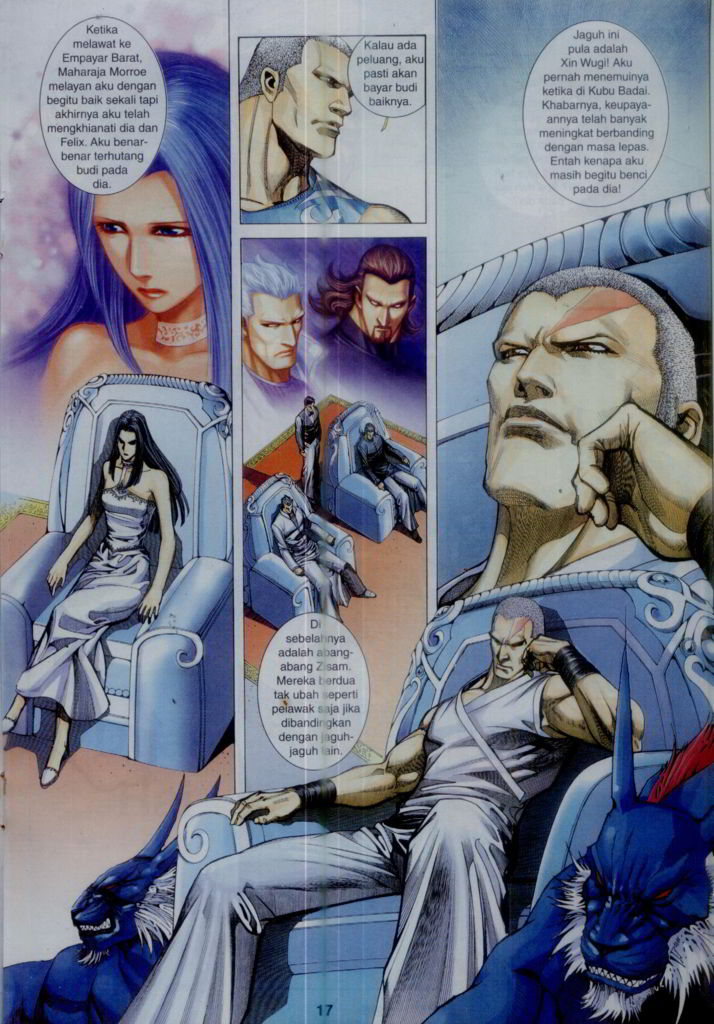 Ketika
melawat ke
Empayar Barat,
Maharaja Morroe
melayan aku dengan
begitu baik sekali tapi
akhirnya aku telah
mengkhianati dia dan
Felix. Aku benar-
benar terhutang
budi pada
dia.
Kalau ada
peluang, aku
pasti akan
bayar budi
baiknya.
Di
sebelahnya
adalah abang-
abang Zisam.
Mereka berdua
tak ubah seperti
pelawak saja jika
dibandingkan
dengan jaguh-
jaguh lain.
Jaguh ini
pula adalah
Xin Wugi! Aku
pernah menemuinya
ketika di Kubu Badai.
Khabarnya, keupaya-
annya telah banyak
meningkat berbanding
dengan masa lepas.
Entah kenapa aku
masih begitu benci
pada dia!
17